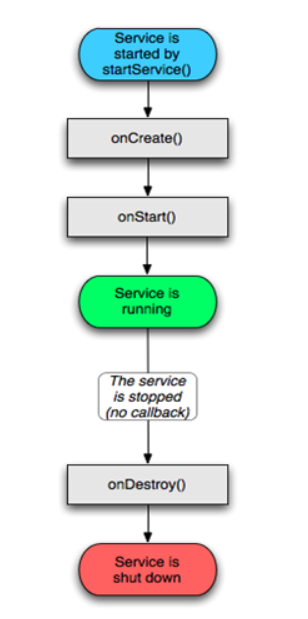 Service is
started by
startService()
onCreate()
onStart()
Service is
running
The service
is stopped
(no callback)
onDestroy()
Service is
shut down